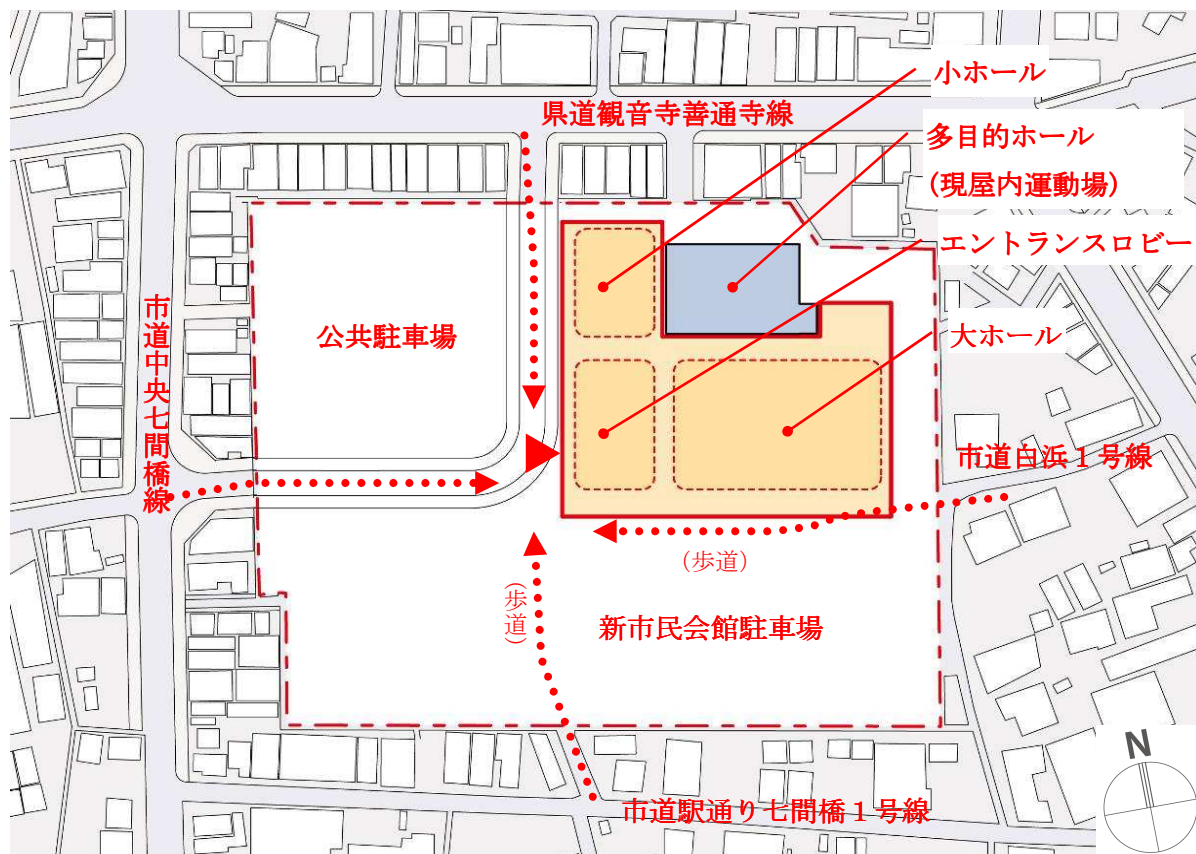 小ホール
県道観音寺善通寺線
多目的ホール
(現屋内運動場)
エントランスロビー
市道中央七間橋線
公共駐車場
大ホール
市道白浜１号線
(歩道)
(歩道)
新市民会館駐車場
N
市道駅通り七間橋１号線